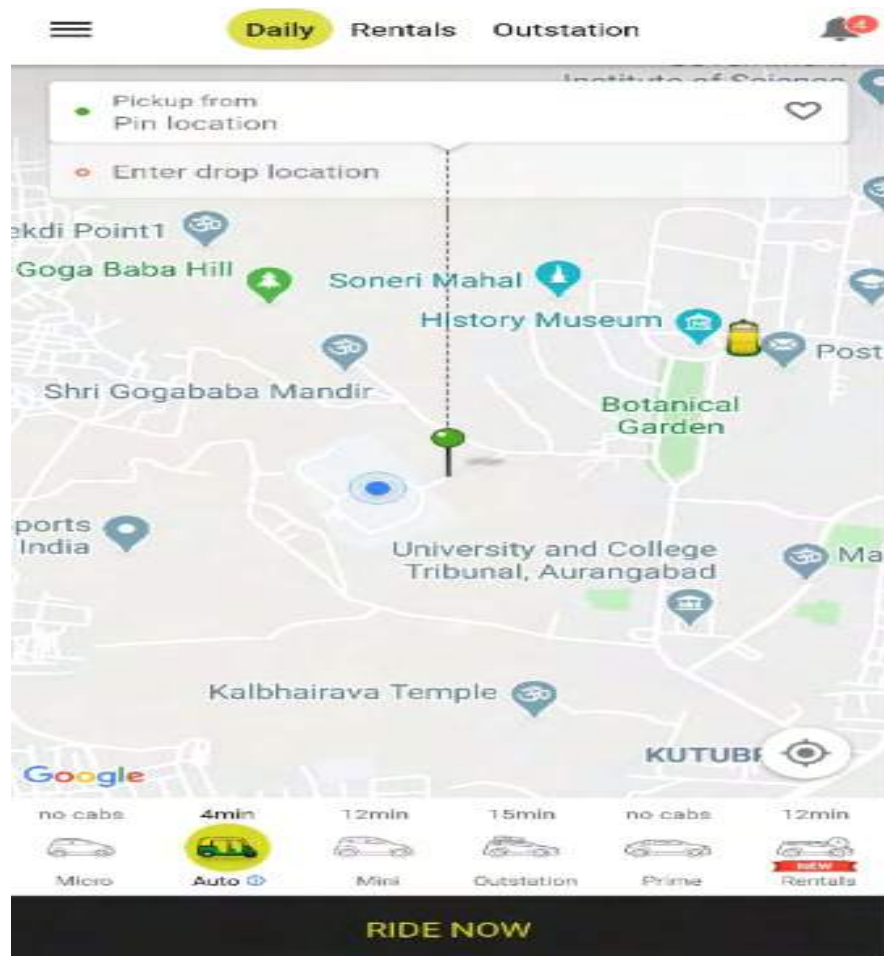 Daily Rentals Outstation
4
Institute of Science
Pickup from
Pin location
Enter drop location
ekdi Point1
Goga Baba Hill
Soneri Mahal
History Museum
Post
Shri Gogababa Mandir
Botanical
Garden
ports
India
University and College
Tribunal, Aurangabad
Ma
Kalbhairava Temple
KUTUB
Google
no cabs 4min 12min 15min no cabs 12min
NEW
Micro Auto Mini Outstation Prime Rentals
RIDE NOW